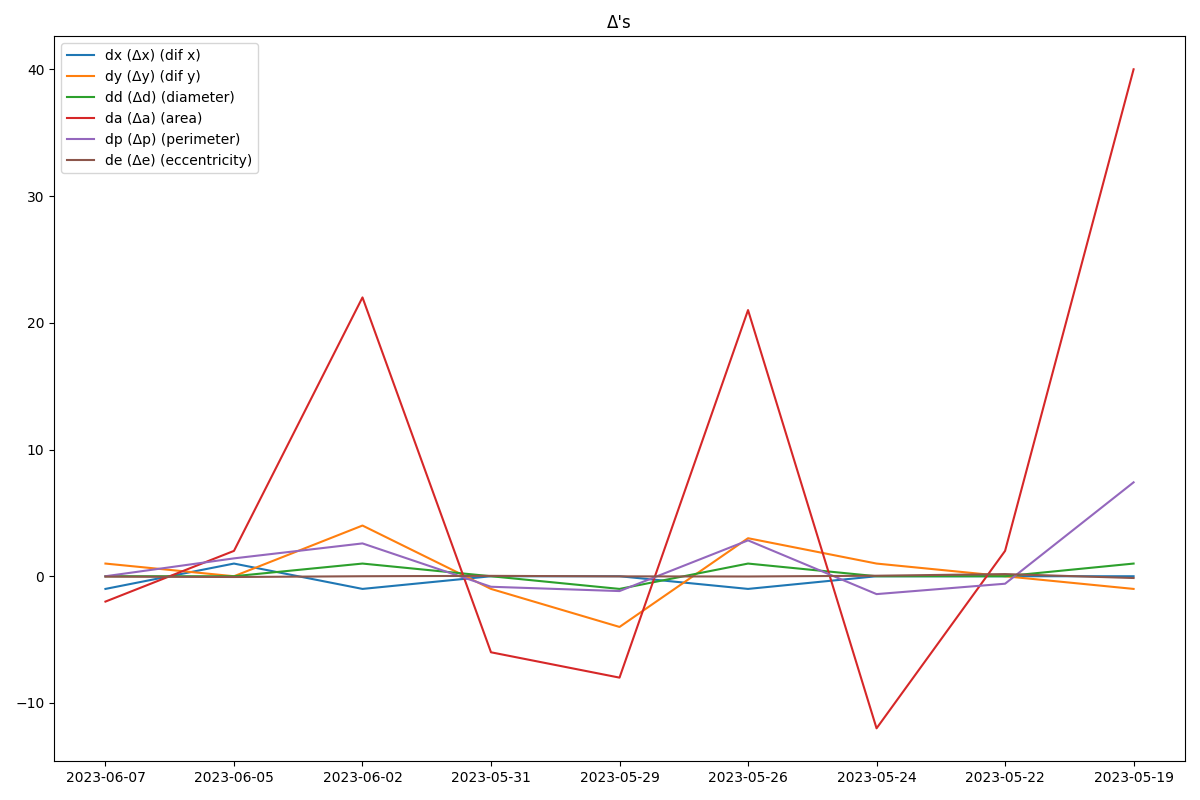 Δ's
dx (Δx) (dif x)
dy (Δy) (dif y)
dd (Δd) (diameter)
da (Δa) (area)
dp (Δp) (perimeter)
de (Δe) (eccentricity)
40
30
20
10
0
−10
2023-06-07 2023-06-05 2023-06-02 2023-05-31 2023-05-29 2023-05-26 2023-05-24 2023-05-22 2023-05-19